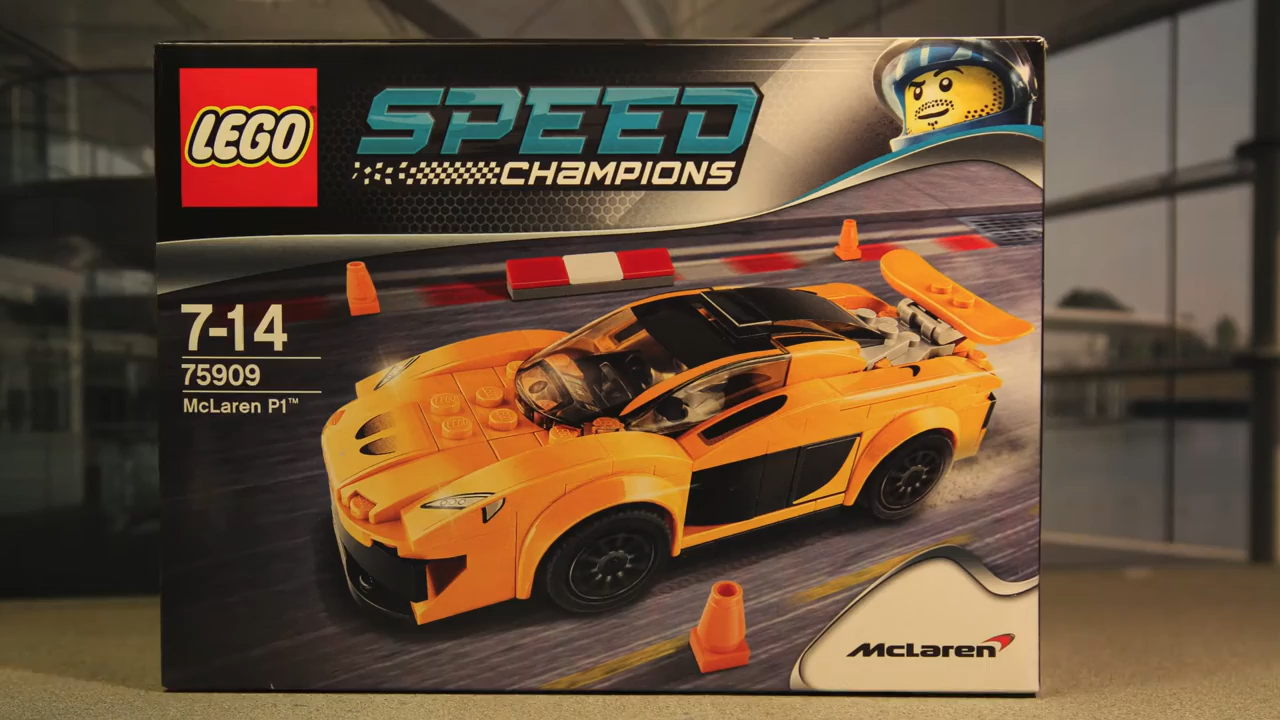 LEGO®
SPEED
CHAMPIONS
7-14
75909
McLaren P1™
McLaren